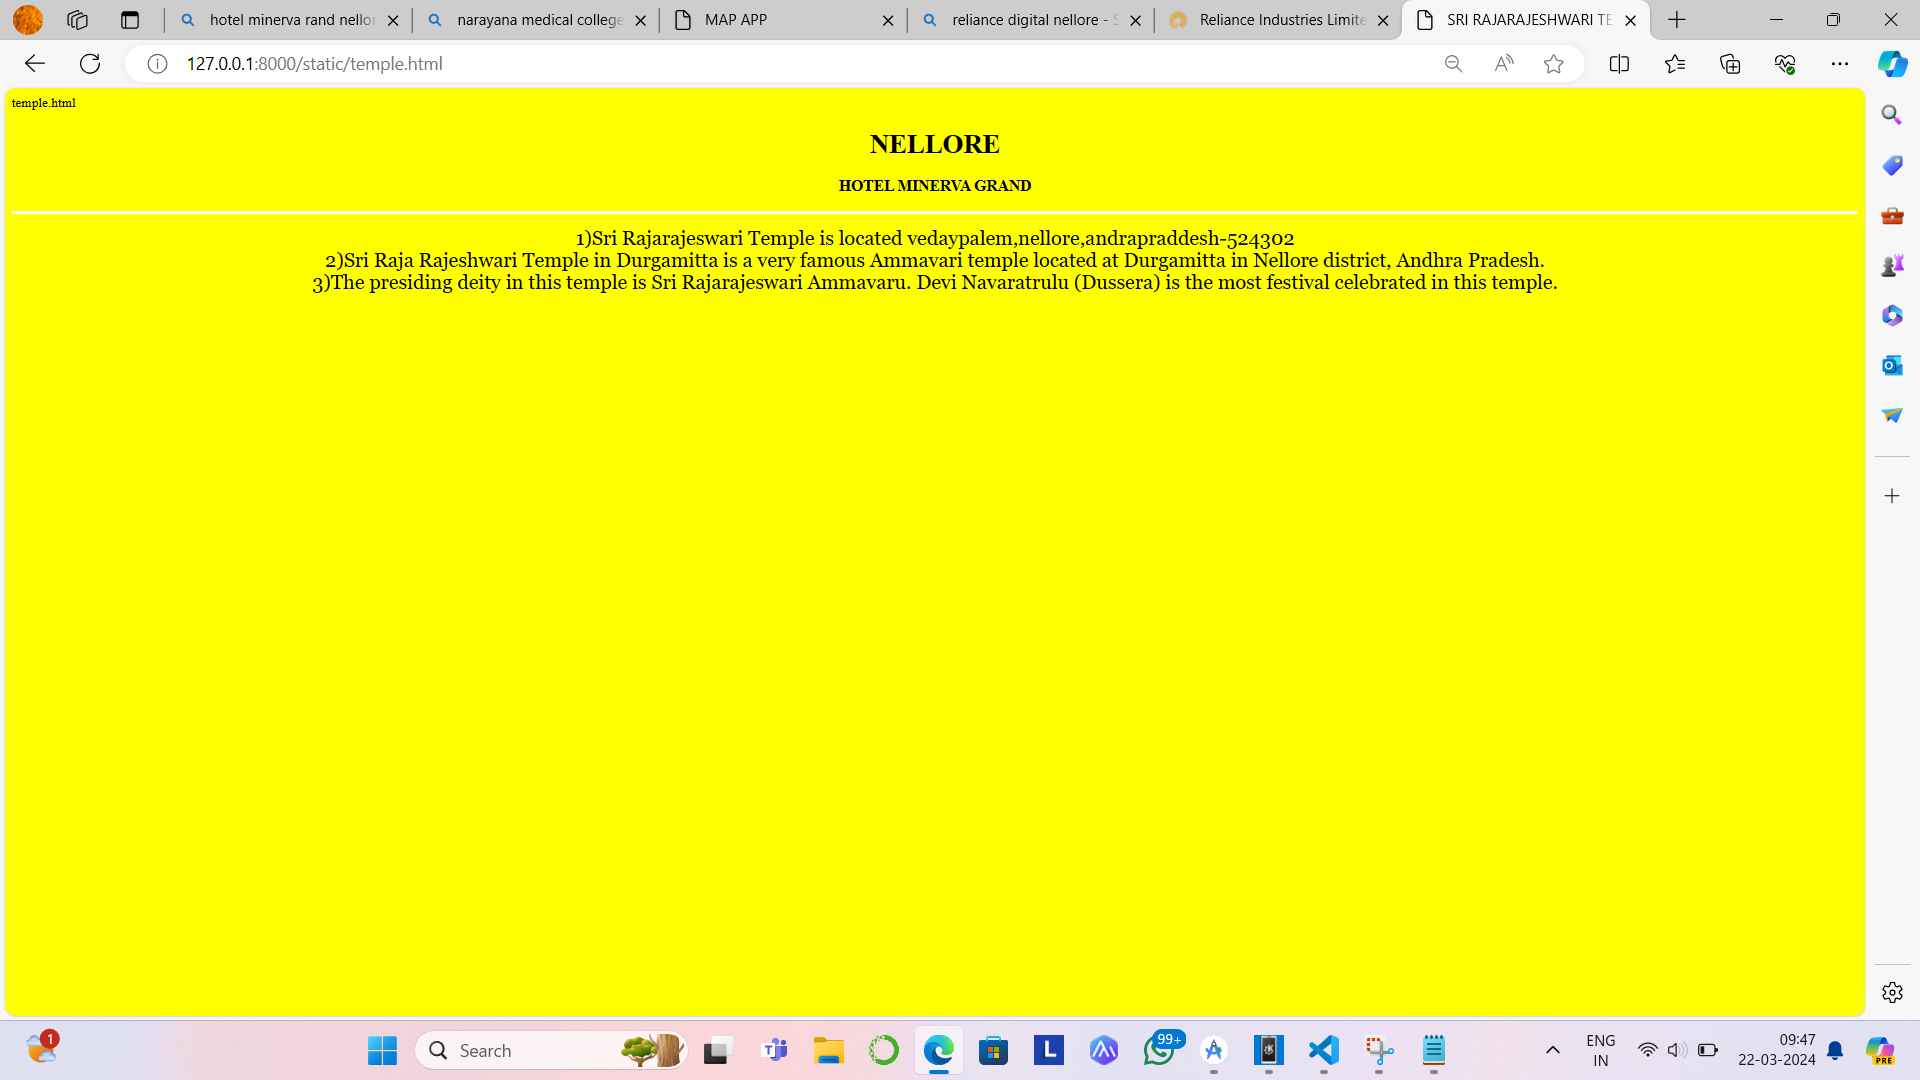 hotel minerva rand nellor
narayana medical college
MAP APP
reliance digital nellore - S
Reliance Industries Limite
SRI RAJARAJESHWARI TE
127.0.0.1:8000/static/temple.html
temple.html
NELLORE
HOTEL MINERVA GRAND
1)Sri Rajarajeswari Temple is located vedaypalem,nellore,andrapraddesh-524302
2)Sri Raja Rajeshwari Temple in Durgamitta is a very famous Ammavari temple located at Durgamitta in Nellore district, Andhra Pradesh.
3)The presiding deity in this temple is Sri Rajarajeswari Ammavaru. Devi Navaratrulu (Dussera) is the most festival celebrated in this temple.
1
Search
99+
L
ENG
IN
09:47
22-03-2024
PRE